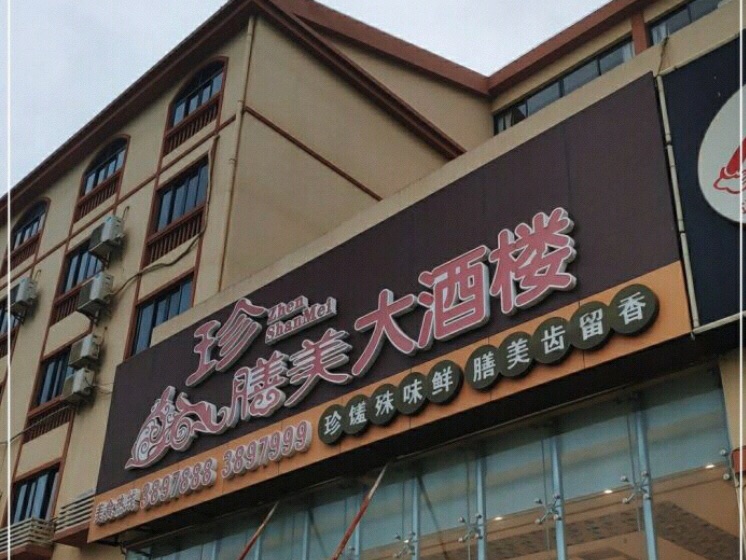 珍膳美大酒楼
Zhen
ShanMei
3897888 3897999
珍馐殊味鲜 膳美齿留香